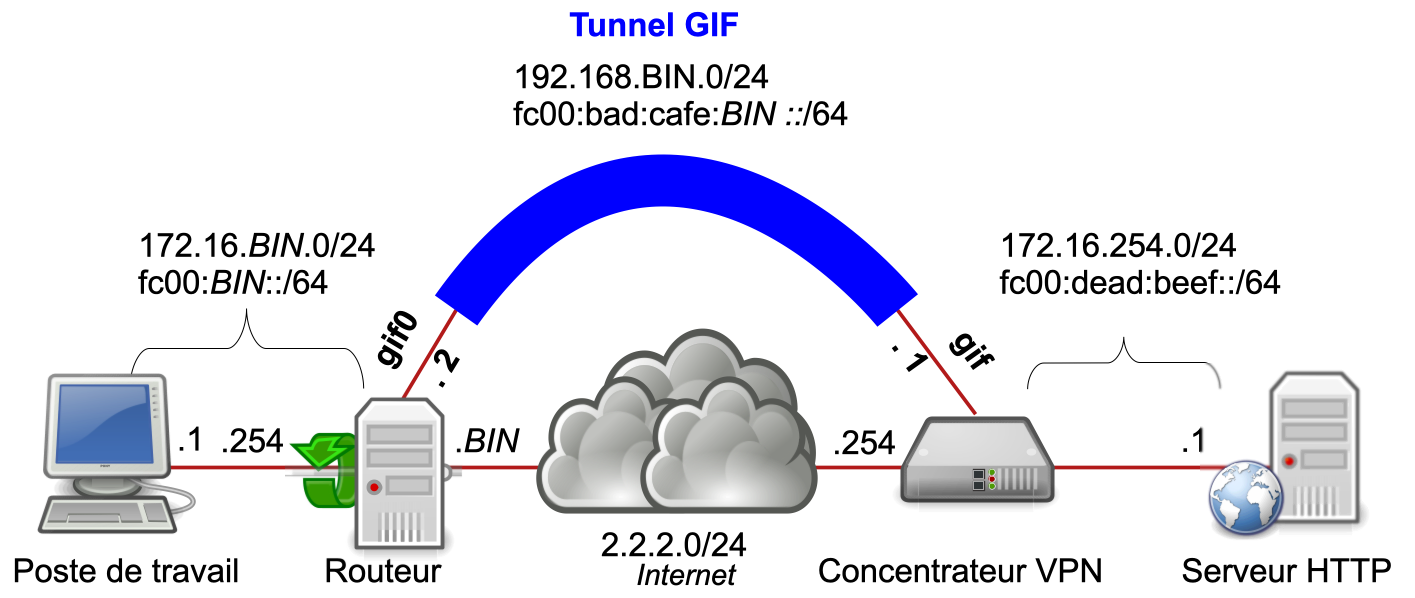 Tunnel GIF
192.168.BIN.0/24
fc00:bad:cafe:BIN ::/64
172.16.BIN.0/24
fc00:BIN::/64
172.16.254.0/24
fc00:dead:beef::/64
gif0
.2
.1
gif
.1
.254
.BIN
.254
.1
2.2.2.0/24
Internet
Poste de travail
Routeur
Concentrateur VPN
Serveur HTTP